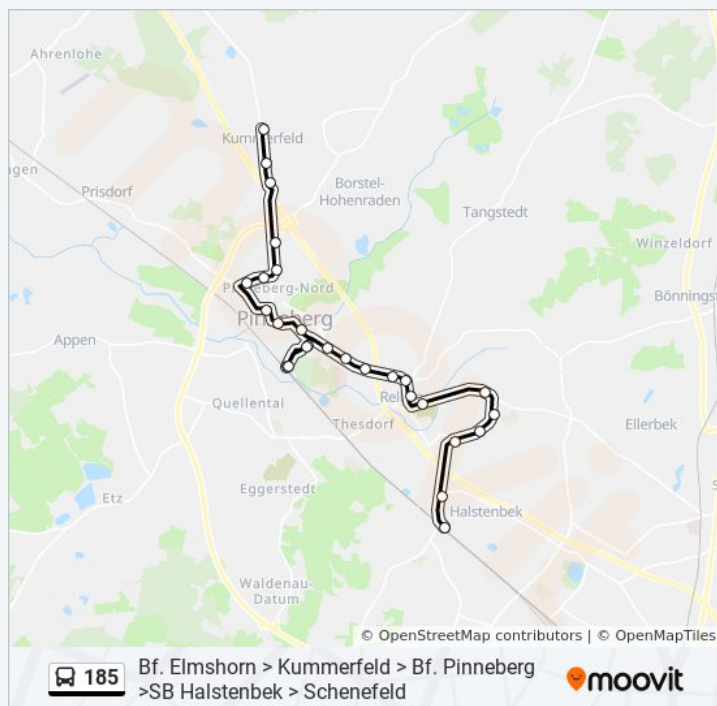 Ahrenlohe
Kummerfeld
Borstel-
Hohenraden
Prisdorf
Tangstedt
Winzeldorf
Pinneberg-Nord
Bönningst
Pinneberg
Appen
Quellental
Rell
Thesdorf
Ellerbek
Etz
Eggerstedt
Halstenbek
Waldenau-
Datum
© OpenStreetMap contributors | © OpenMapTiles
185
Bf. Elmshorn > Kummerfeld > Bf. Pinneberg
>SB Halstenbek > Schenefeld
moovit